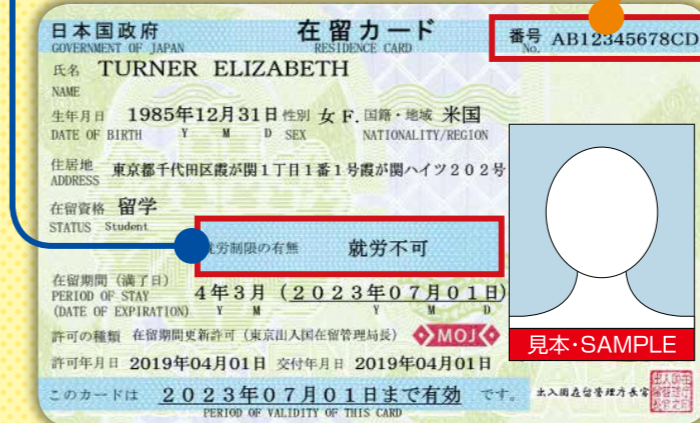 日本国政府 在留カード 番号 AB12345678CD
GOVERNMENT OF JAPAN RESIDENCE CARD No.
氏名 TURNER ELIZABETH
NAME
生年月日 1985年12月31日 性別 女 F. 国籍・地域 米国
DATE OF BIRTH Y M D SEX NATIONALITY/REGION
住居地 東京都千代田区霞が関1丁目1番1号霞が関ハイツ202号
ADDRESS
在留資格 留学
STATUS Student
就労制限の有無 就労不可
在留期間(満了日)
PERIOD OF STAY 4年3月(2023年07月01日)
(DATE OF EXPIRATION) Y M Y M D
許可の種類 在留期間更新許可(東京出入国在留管理局長) MOJ
見本・SAMPLE
許可年月日 2019年04月01日 交付年月日 2019年04月01日
このカードは 2023年07月01日まで有効 です。 出入国在留管理庁長官
PERIOD OF VALIDITY OF THIS CARD